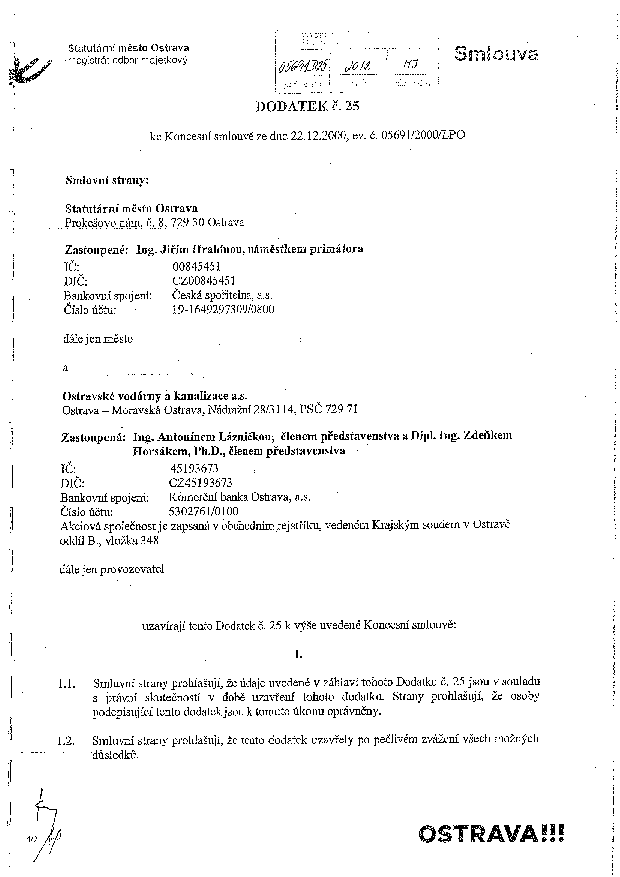 Statutární město Ostrava
magistrát odbor majetkový
Smlouva
DODATEK č. 25
ke Koncesní smlouvě ze dne 22.12.2000, ev. č. 05691/2000/LPO
Smluvní strany:
Statutární město Ostrava
Prokešovo nám. č. 8, 729 30 Ostrava
Zastoupené: Ing. Jiřím Hrabinou, náměstkem primátora
IČ: 00845451
DIČ: CZ00845451
Bankovní spojení: Česká spořitelna, a.s.
Číslo účtu: 19-1649297309/0800
dále jen město
a
Ostravské vodárny a kanalizace a.s.
Ostrava – Moravská Ostrava, Nádražní 28/3114, PSČ 729 71
Zastoupená: Ing. Antonínem Lázničkou, členem představenstva a Dipl. Ing. Zdeňkem
Horsákem, Ph.D., členem představenstva
IČ: 45193673
DIČ: CZ45193673
Bankovní spojení: Komerční banka Ostrava, a.s.
Číslo účtu: 5302761/0100
Akciová společnost je zapsaná v obchodním rejstříku, vedeném Krajským soudem v Ostravě
oddíl B., vložka 348
dále jen provozovatel
uzavírají tento Dodatek č. 25 k výše uvedené Koncesní smlouvě:
I.
1.1. Smluvní strany prohlašují, že údaje uvedené v záhlaví tohoto Dodatku č. 25 jsou v souladu
s právní skutečností v době uzavření tohoto dodatku. Strany prohlašují, že osoby
podepisující tento dodatek jsou k tomuto úkonu oprávněny.
1.2. Smluvní strany prohlašují, že tento dodatek uzavřely po pečlivém zvážení všech možných
důsledků.
OSTRAVA!!!